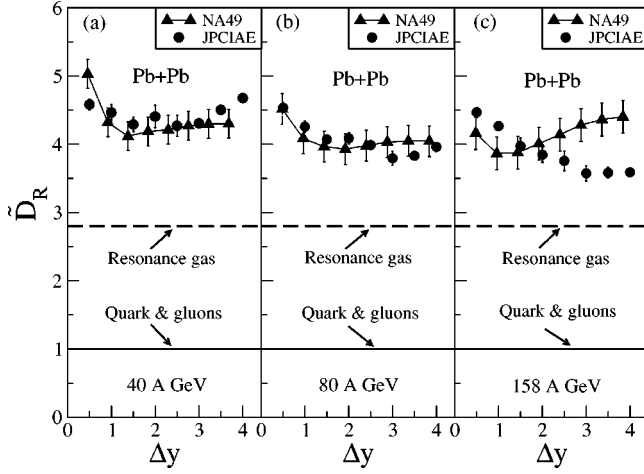 (a)
NA49
JPCIAE
Pb+Pb
(b)
NA49
JPCIAE
Pb+Pb
(c)
NA49
JPCIAE
Pb+Pb
6
5
4
3
2
1
0
D̃_R
Resonance gas
Resonance gas
Resonance gas
Quark & gluons
Quark & gluons
Quark & gluons
40 A GeV
80 A GeV
158 A GeV
0 1 2 3 4
0 1 2 3 4
0 1 2 3 4
Δy
Δy
Δy